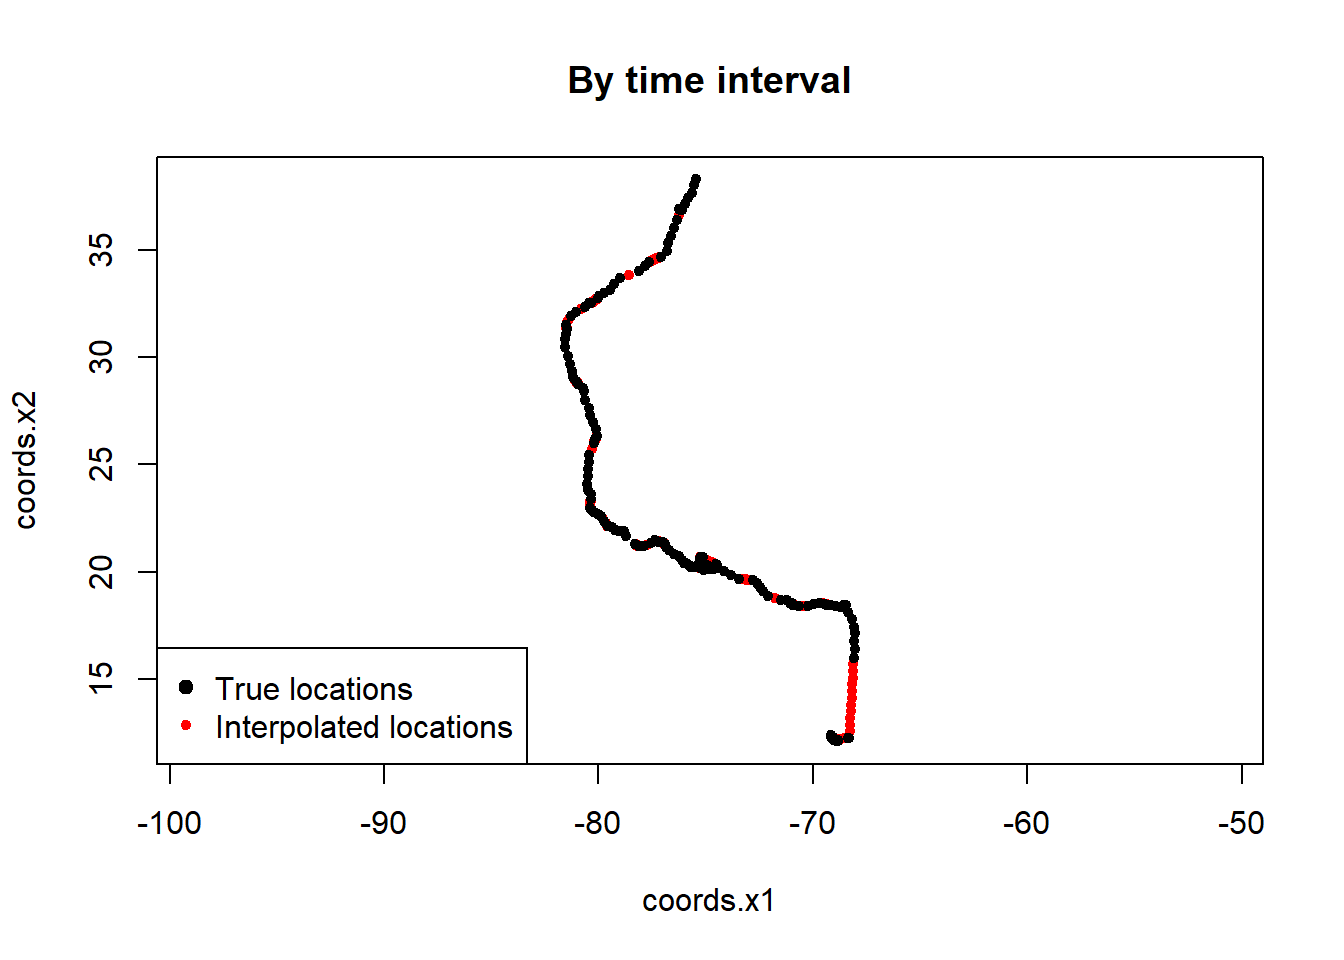 By time interval
coords.x2
35
30
25
20
15
True locations
Interpolated locations
-100 -90 -80 -70 -60 -50
coords.x1